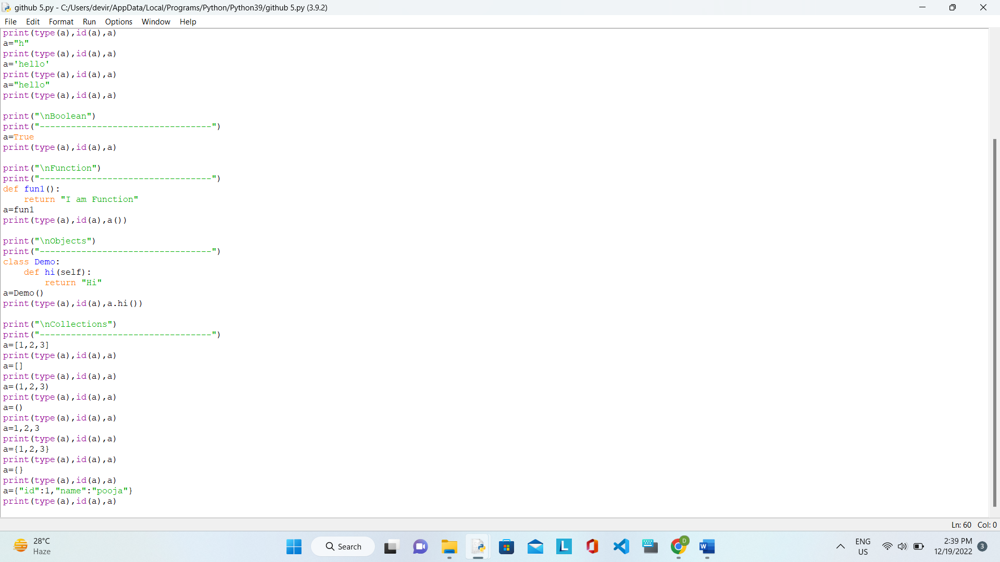 github 5.py - C:/Users/devir/AppData/Local/Programs/Python/Python39/github 5.py (3.9.2)
File Edit Format Run Options Window Help
print(type(a),id(a),a)
a="h"
print(type(a),id(a),a)
a='hello'
print(type(a),id(a),a)
a="hello"
print(type(a),id(a),a)

print("\nBoolean")
print("---------------------------------")
a=True
print(type(a),id(a),a)

print("\nFunction")
print("---------------------------------")
def fun1():
    return "I am Function"
a=fun1
print(type(a),id(a),a())

print("\nObjects")
print("---------------------------------")
class Demo:
    def hi(self):
        return "Hi"
a=Demo()
print(type(a),id(a),a.hi())

print("\nCollections")
print("---------------------------------")
a=[1,2,3]
print(type(a),id(a),a)
a=[]
print(type(a),id(a),a)
a=(1,2,3)
print(type(a),id(a),a)
a=()
print(type(a),id(a),a)
a=1,2,3
print(type(a),id(a),a)
a={1,2,3}
print(type(a),id(a),a)
a={}
print(type(a),id(a),a)
a={"id":1,"name":"pooja"}
print(type(a),id(a),a)
Ln: 60 Col: 0
28°C
Haze
Search
L
D
W
ENG
US
2:39 PM
12/19/2022
3